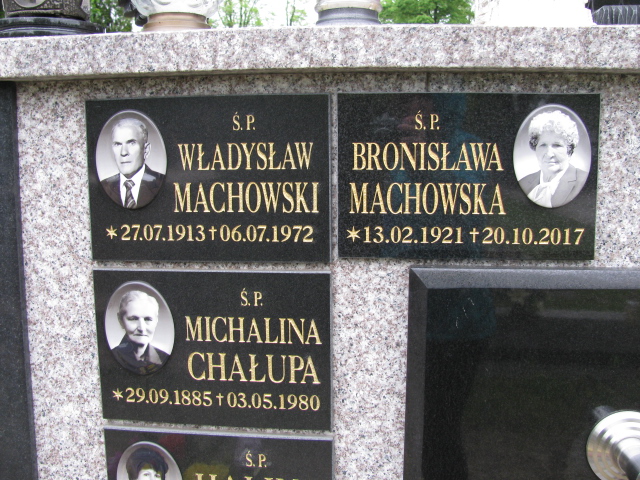 Ś.P.
WŁADYSŁAW
MACHOWSKI
*27.07.1913 † 06.07.1972
Ś.P.
BRONISŁAWA
MACHOWSKA
*13.02.1921 † 20.10.2017
Ś.P.
MICHALINA
CHAŁUPA
*29.09.1885 † 03.05.1980
Ś.P.